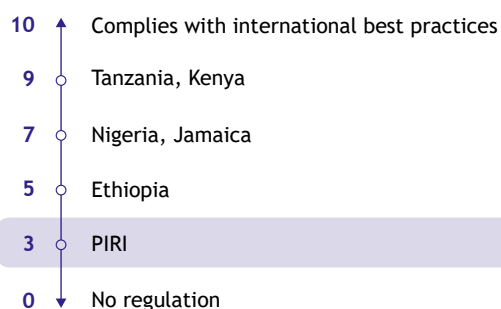 10 Complies with international best practices
9 Tanzania, Kenya
7 Nigeria, Jamaica
5 Ethiopia
3 PIRI
0 No regulation